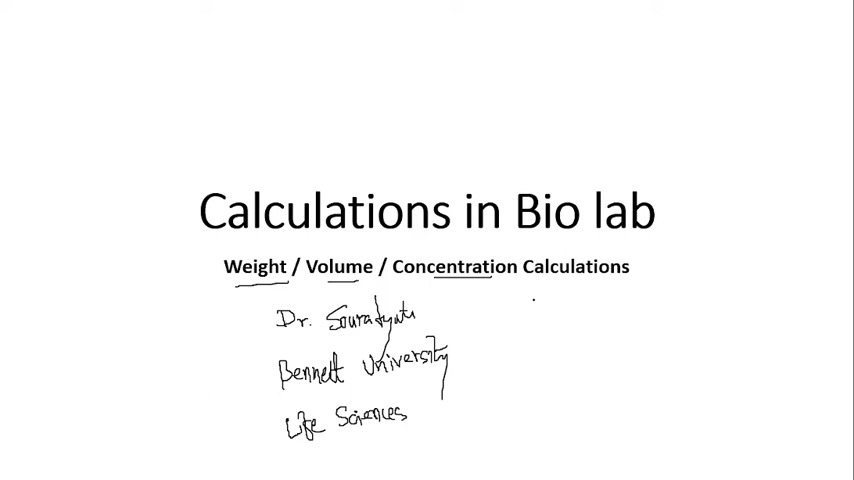 Calculations in Bio lab
Weight / Volume / Concentration Calculations
Dr.
Bennett University
Life Sciences